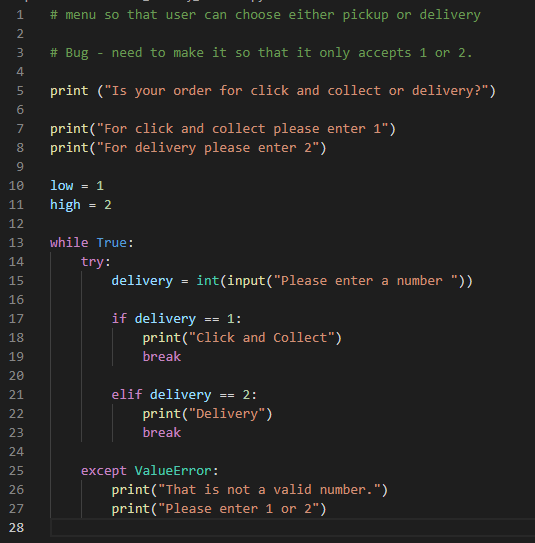 1 # menu so that user can choose either pickup or delivery
2
3 # Bug - need to make it so that it only accepts 1 or 2.
4
5 print ("Is your order for click and collect or delivery?")
6
7 print("For click and collect please enter 1")
8 print("For delivery please enter 2")
9
10 low = 1
11 high = 2
12
13 while True:
14     try:
15         delivery = int(input("Please enter a number "))
16
17         if delivery == 1:
18             print("Click and Collect")
19             break
20
21         elif delivery == 2:
22             print("Delivery")
23             break
24
25     except ValueError:
26         print("That is not a valid number.")
27         print("Please enter 1 or 2")
28